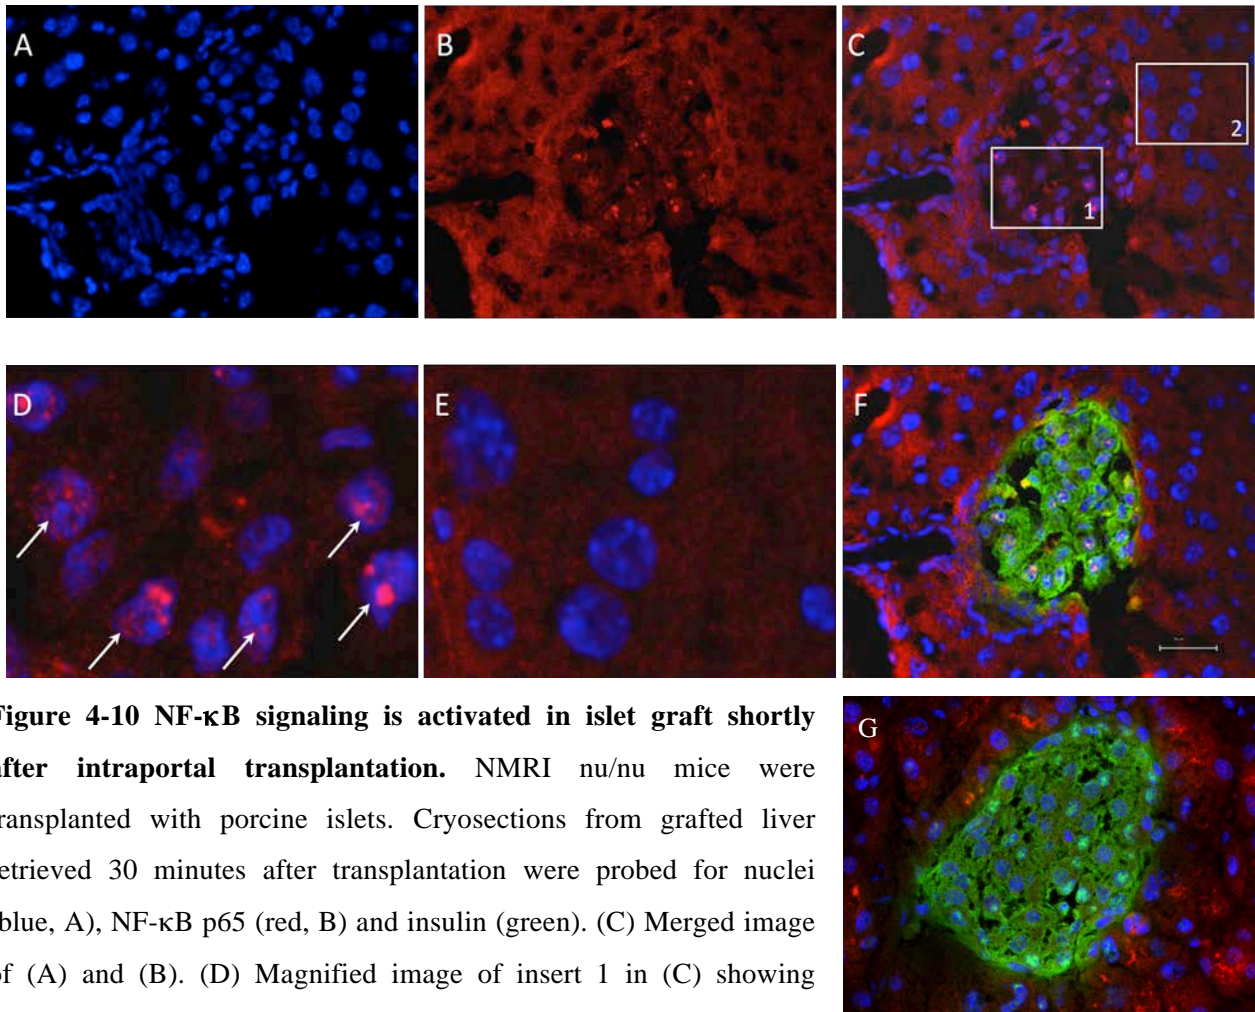 A
B
C
2
1
D
E
F
Figure 4-10 NF-κB signaling is activated in islet graft shortly
after intraportal transplantation. NMRI nu/nu mice were
transplanted with porcine islets. Cryosections from grafted liver
retrieved 30 minutes after transplantation were probed for nuclei
(blue, A), NF-κB p65 (red, B) and insulin (green). (C) Merged image
of (A) and (B). (D) Magnified image of insert 1 in (C) showing
G